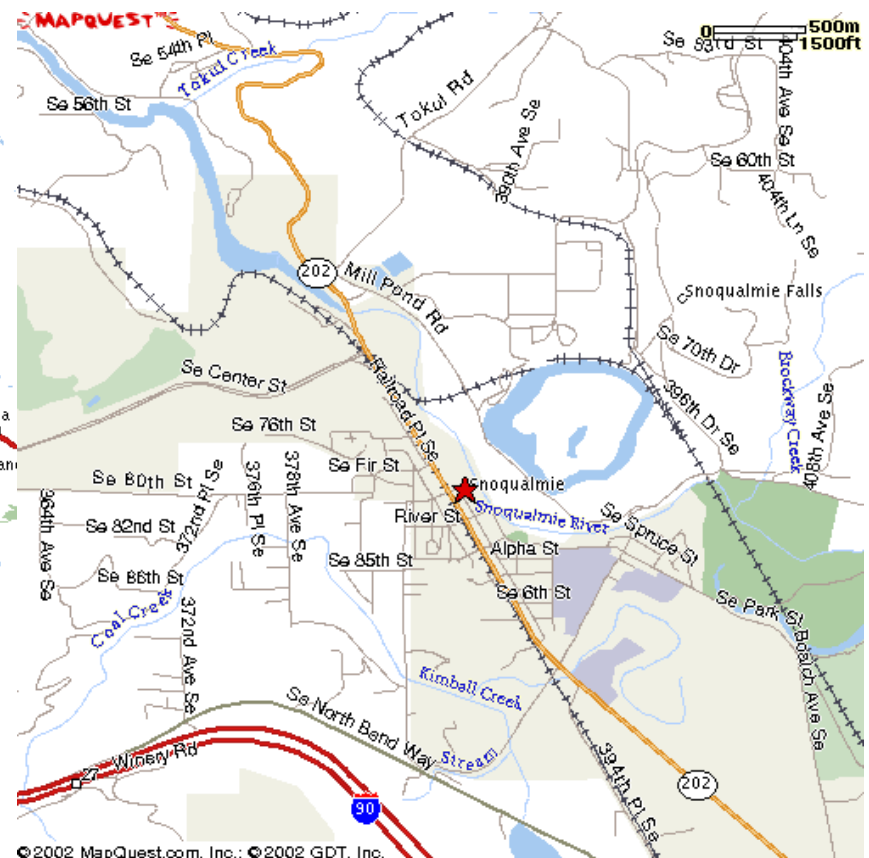 MAPQUEST
0 500m
1500ft
Se 54th Pl
Tokul Creek
Se 83rd St
404th Ave Se
Se 56th St
Tokul Rd
390th Ave Se
Se 60th St
404th Ln Se
202
Mill Pond Rd
Snoqualmie Falls
Se 70th Dr
Se Center St
Railroad Pl Se
396th Dr Se
Brockway Creek
408th Ave Se
a
an
Se 76th St
Se Fir St
Se 80th St
372nd Pl Se
376th Pl Se
378th Ave Se
364th Ave Se
Snoqualmie
Snoqualmie River
River St
Se Spruce St
Se 82nd St
Alpha St
Se 85th St
Se 86th St
Se 6th St
Coal Creek
372nd Ave Se
Se Park St
Boalch Ave Se
Kimball Creek
Se North Bend Way
Stream
Winery Rd
27
90
394th Pl Se
202
©2002 MapQuest.com, Inc.; ©2002 GDT, Inc.